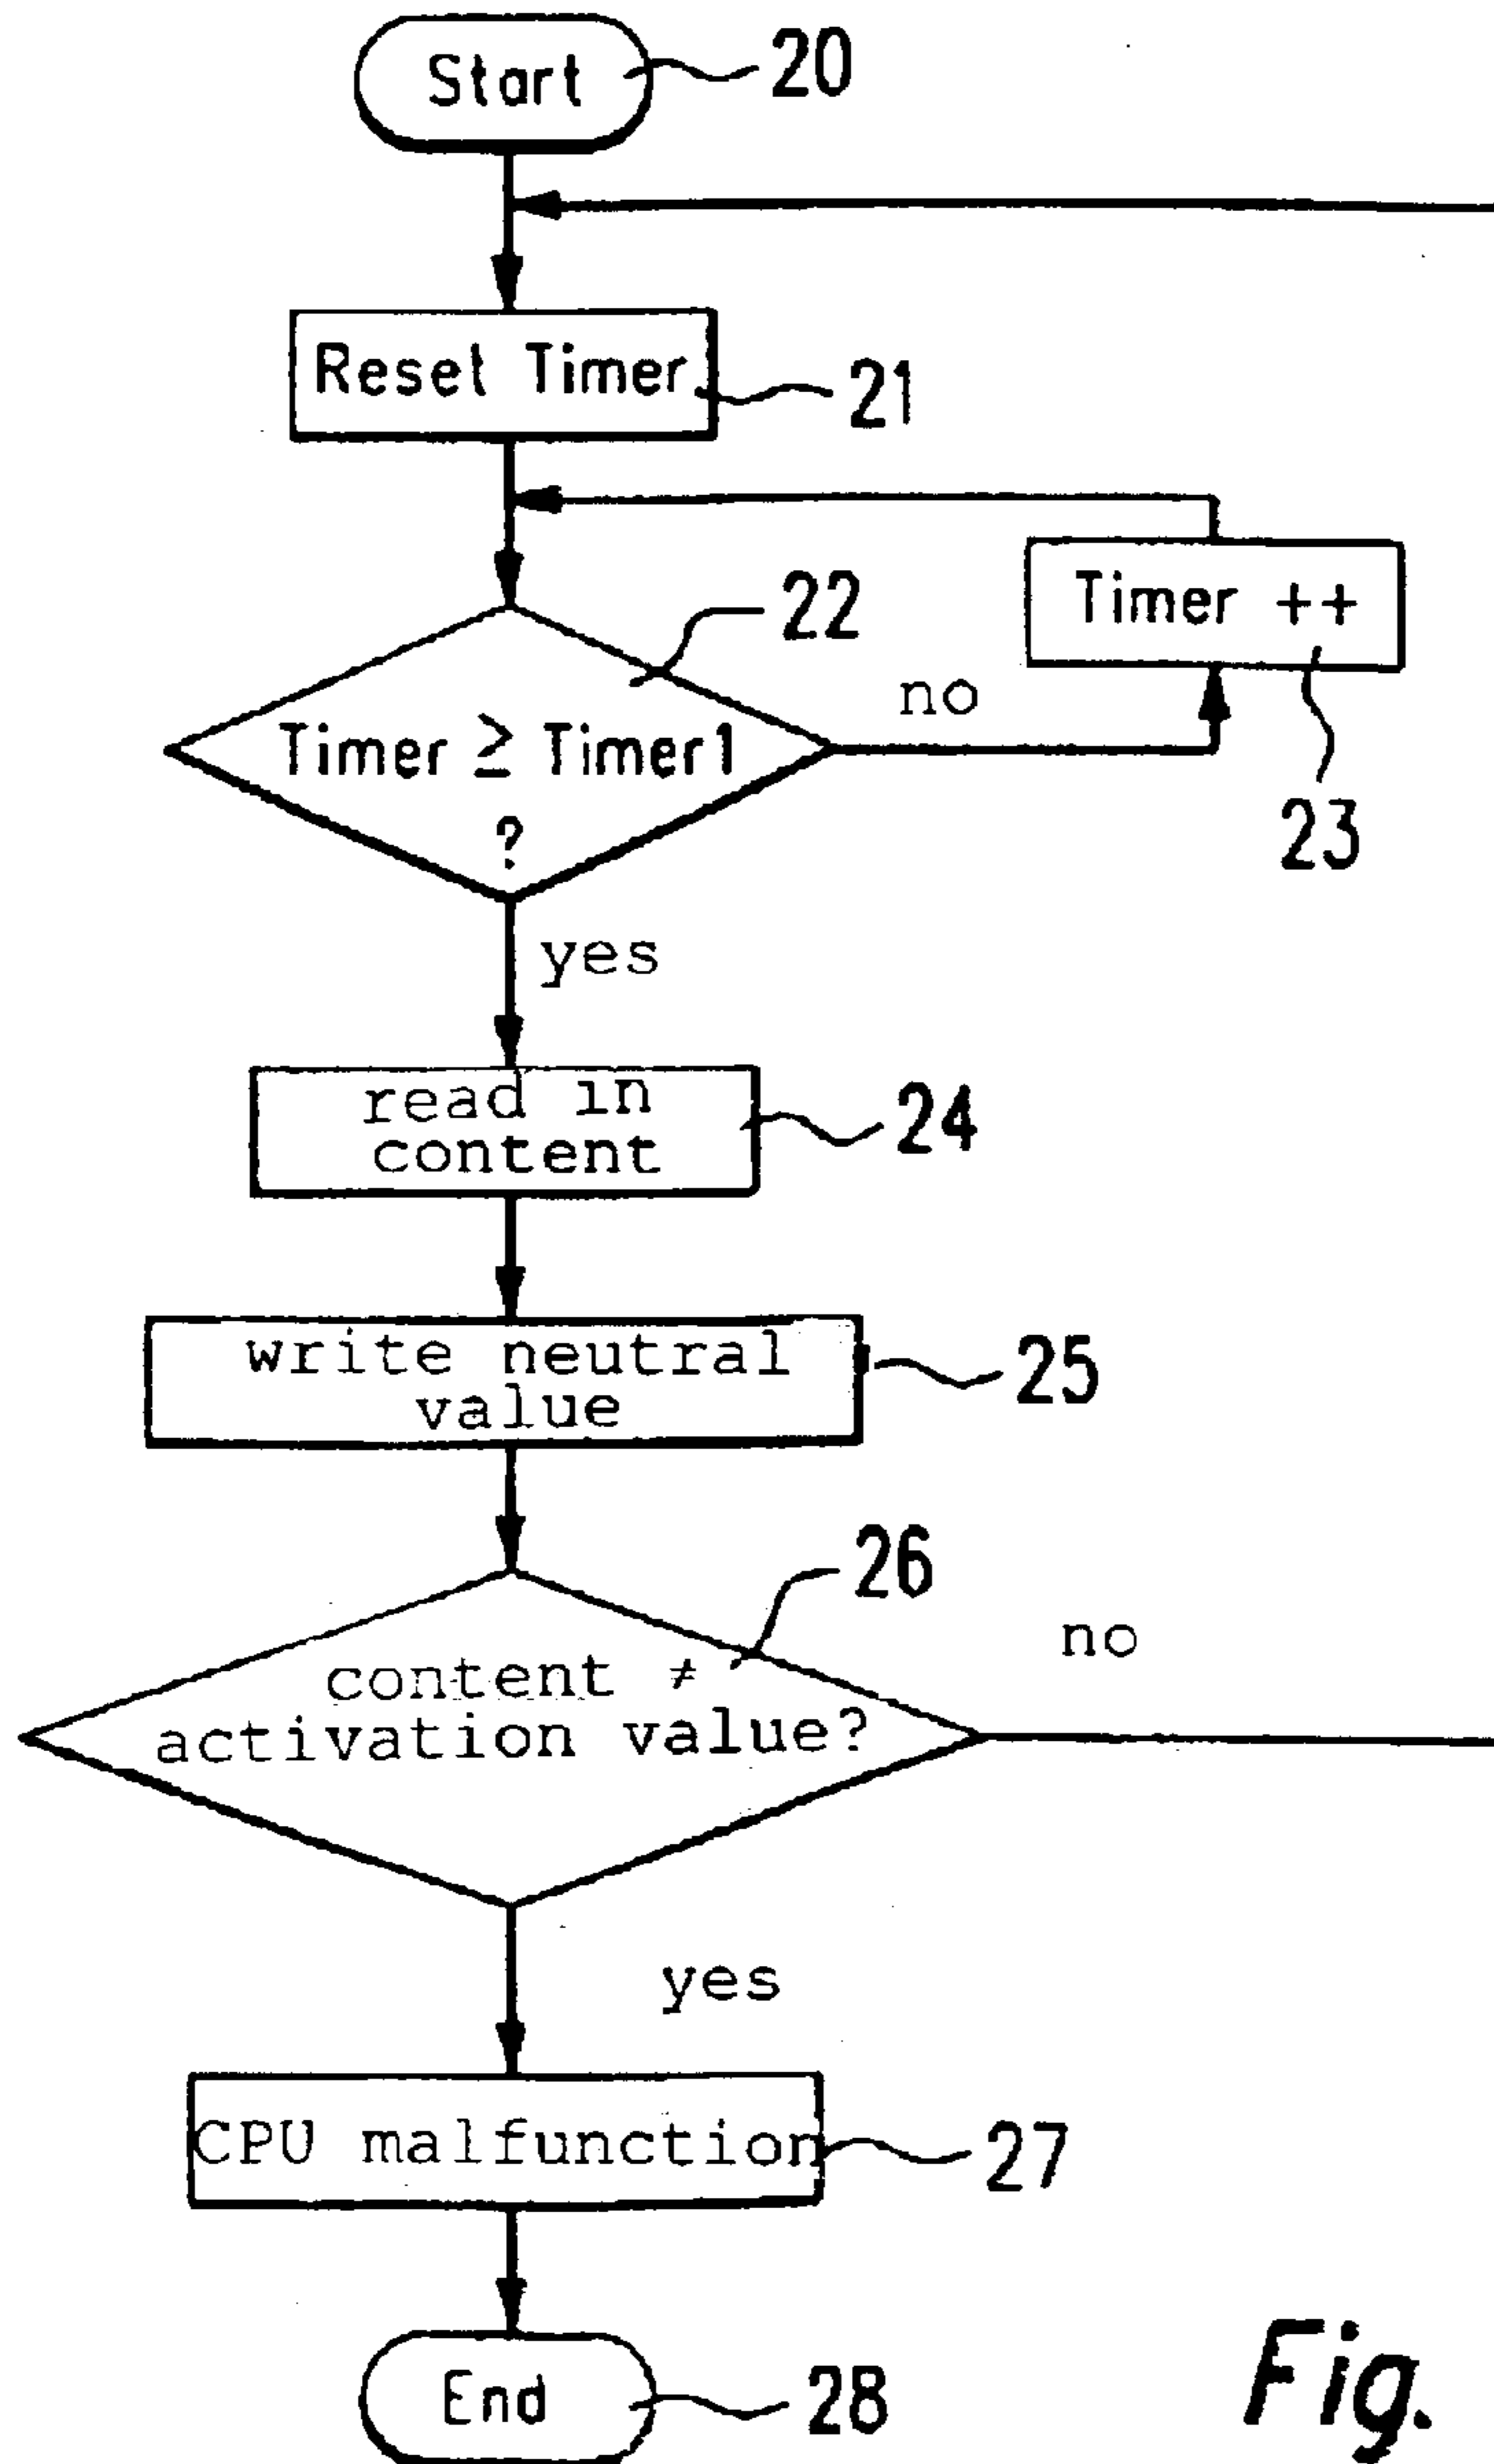 Start
20
Reset Timer
21
22
Timer ++
no
Timer ≥ Timer1
?
23
yes
read in
content
24
write neutral
value
25
26
no
content ≠
activation value?
yes
CPU malfunction
27
End
28
Fig.